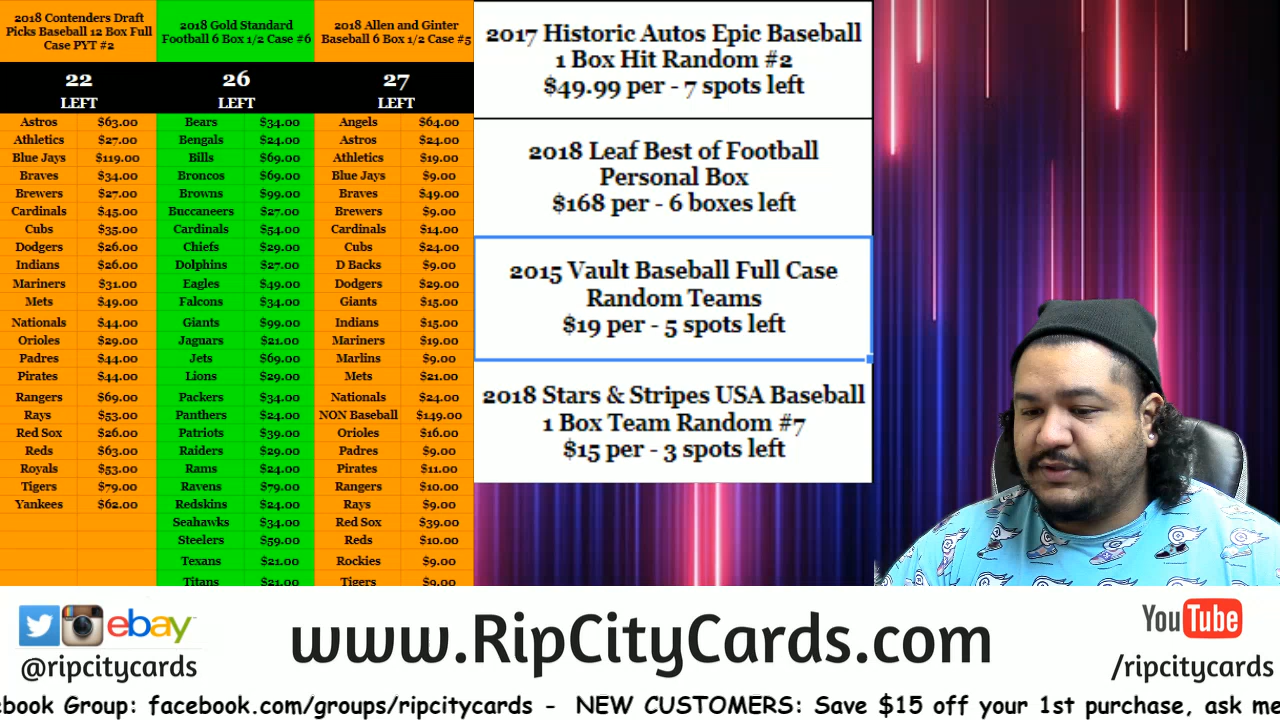 2018 Contenders Draft
Picks Baseball 12 Box Full
Case PYT #2
22
LEFT
Astros $63.00
Athletics $27.00
Blue Jays $119.00
Braves $34.00
Brewers $27.00
Cardinals $45.00
Cubs $35.00
Dodgers $26.00
Indians $26.00
Mariners $31.00
Mets $49.00
Nationals $44.00
Orioles $29.00
Padres $44.00
Pirates $44.00
Rangers $69.00
Rays $53.00
Red Sox $26.00
Reds $63.00
Royals $53.00
Tigers $79.00
Yankees $62.00
2018 Gold Standard
Football 6 Box 1/2 Case #6
26
LEFT
Bears $34.00
Bengals $24.00
Bills $69.00
Broncos $69.00
Browns $99.00
Buccaneers $27.00
Cardinals $54.00
Chiefs $29.00
Dolphins $27.00
Eagles $49.00
Falcons $34.00
Giants $99.00
Jaguars $21.00
Jets $69.00
Lions $29.00
Packers $34.00
Panthers $24.00
Patriots $39.00
Raiders $29.00
Rams $24.00
Ravens $79.00
Redskins $24.00
Seahawks $34.00
Steelers $59.00
Texans $21.00
Titans $21.00
2018 Allen and Ginter
Baseball 6 Box 1/2 Case #5
27
LEFT
Angels $64.00
Astros $24.00
Athletics $19.00
Blue Jays $9.00
Braves $49.00
Brewers $9.00
Cardinals $14.00
Cubs $24.00
D Backs $9.00
Dodgers $29.00
Giants $15.00
Indians $15.00
Mariners $19.00
Marlins $9.00
Mets $21.00
Nationals $24.00
NON Baseball $149.00
Orioles $16.00
Padres $9.00
Pirates $11.00
Rangers $10.00
Rays $9.00
Red Sox $39.00
Reds $10.00
Rockies $9.00
Tigers $9.00
2017 Historic Autos Epic Baseball
1 Box Hit Random #2
$49.99 per - 7 spots left
2018 Leaf Best of Football
Personal Box
$168 per - 6 boxes left
2015 Vault Baseball Full Case
Random Teams
$19 per - 5 spots left
2018 Stars & Stripes USA Baseball
1 Box Team Random #7
$15 per - 3 spots left
ebay
@ripcitycards
www.RipCityCards.com
YouTube
/ripcitycards
ebook Group: facebook.com/groups/ripcitycards - NEW CUSTOMERS: Save $15 off your 1st purchase, ask me